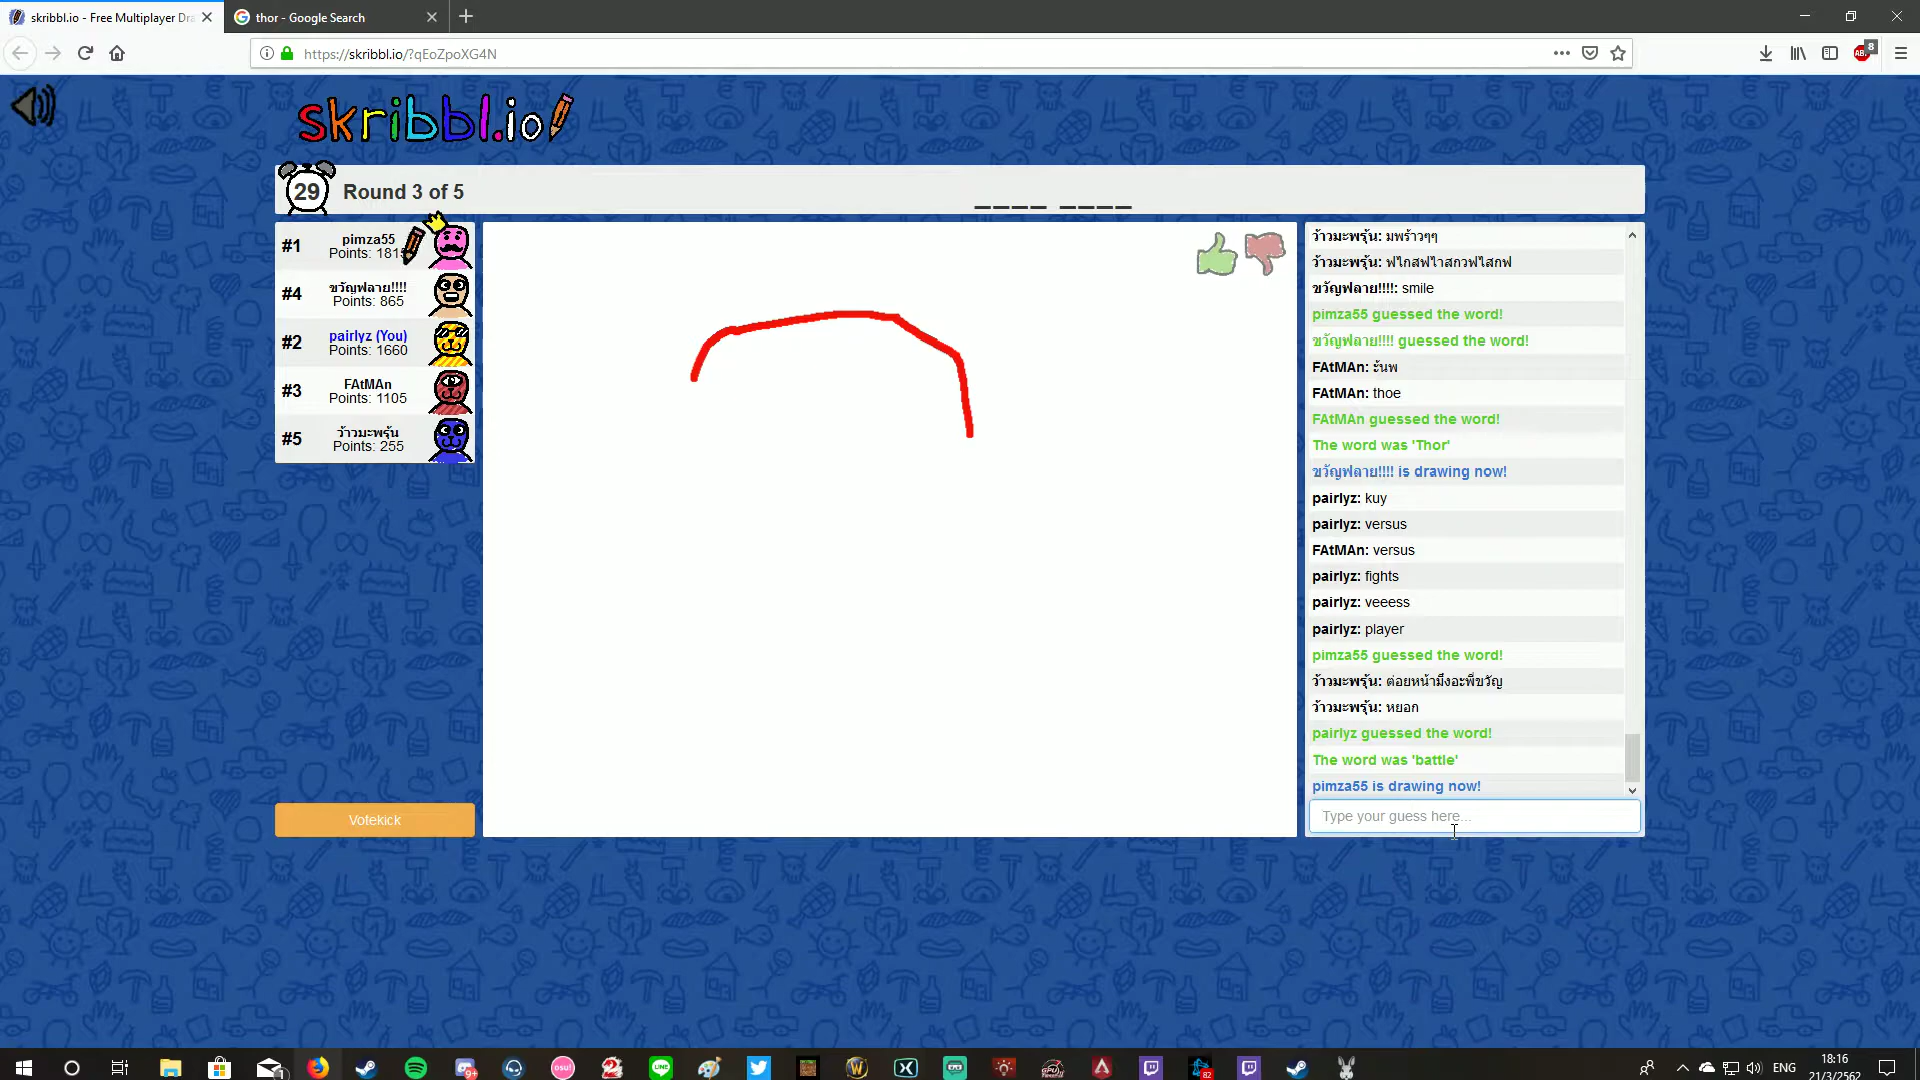 skribbl.io - Free Multiplayer Dra
thor - Google Search
https://skribbl.io/?qEoZpoXG4N
8
skribbl.io
29
Round 3 of 5
____ ____
#1
pimza55
Points: 1815
#4
ขวัญฟลาย!!!!
Points: 865
#2
pairlyz (You)
Points: 1660
#3
FAtMAn
Points: 1105
#5
ว้าวมะพรุ้น
Points: 255
Votekick
ว้าวมะพรุ้น: มพร้าวๆๆ
ว้าวมะพรุ้น: ฟไกสฟไาสกวฟไสกฟ
ขวัญฟลาย!!!!: smile
pimza55 guessed the word!
ขวัญฟลาย!!!! guessed the word!
FAtMAn: ะ้นพ
FAtMAn: thoe
FAtMAn guessed the word!
The word was 'Thor'
ขวัญฟลาย!!!! is drawing now!
pairlyz: kuy
pairlyz: versus
FAtMAn: versus
pairlyz: fights
pairlyz: veeess
pairlyz: player
pimza55 guessed the word!
ว้าวมะพรุ้น: ต่อยหน้ามึงอะพี่ขวัญ
ว้าวมะพรุ้น: หยอก
pairlyz guessed the word!
The word was 'battle'
pimza55 is drawing now!
Type your guess here...
ENG
18:16
21/3/2562